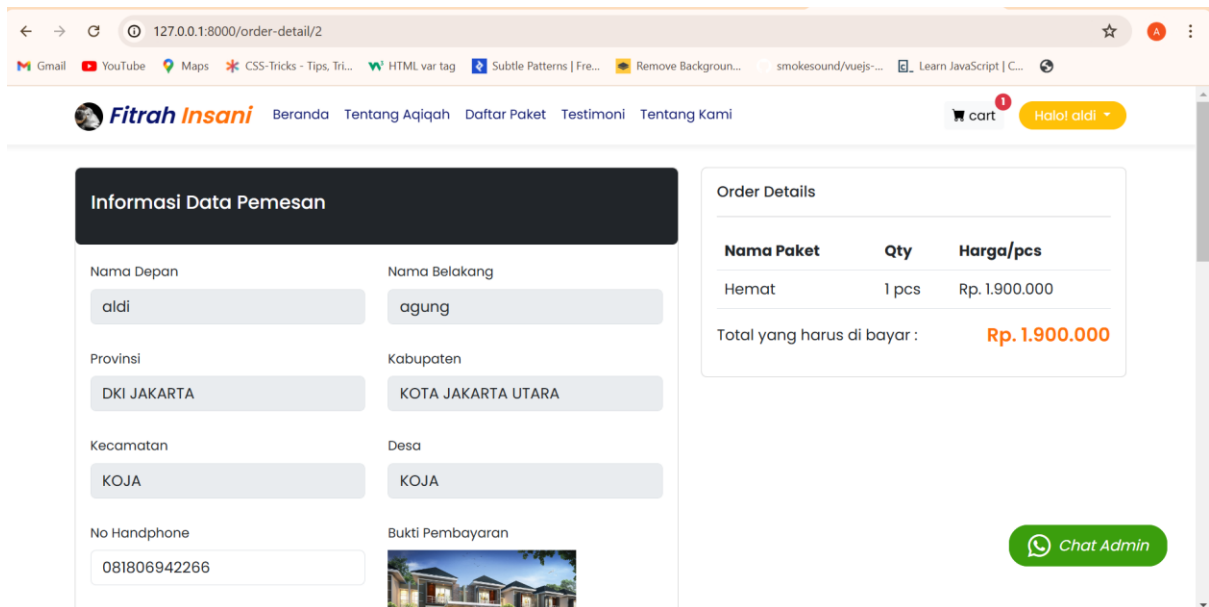 127.0.0.1:8000/order-detail/2
A
Gmail YouTube Maps CSS-Tricks - Tips, Tri... HTML var tag Subtle Patterns | Fre... Remove Backgroun... smokesound/vuejs-... Learn JavaScript | C...
Fitrah Insani Beranda Tentang Aqiqah Daftar Paket Testimoni Tentang Kami cart 1 Halo! aldi
Informasi Data Pemesan
Nama Depan Nama Belakang
aldi agung
Provinsi Kabupaten
DKI JAKARTA KOTA JAKARTA UTARA
Kecamatan Desa
KOJA KOJA
No Handphone Bukti Pembayaran
081806942266
Order Details
Nama Paket Qty Harga/pcs
Hemat 1 pcs Rp. 1.900.000
Total yang harus di bayar : Rp. 1.900.000
Chat Admin